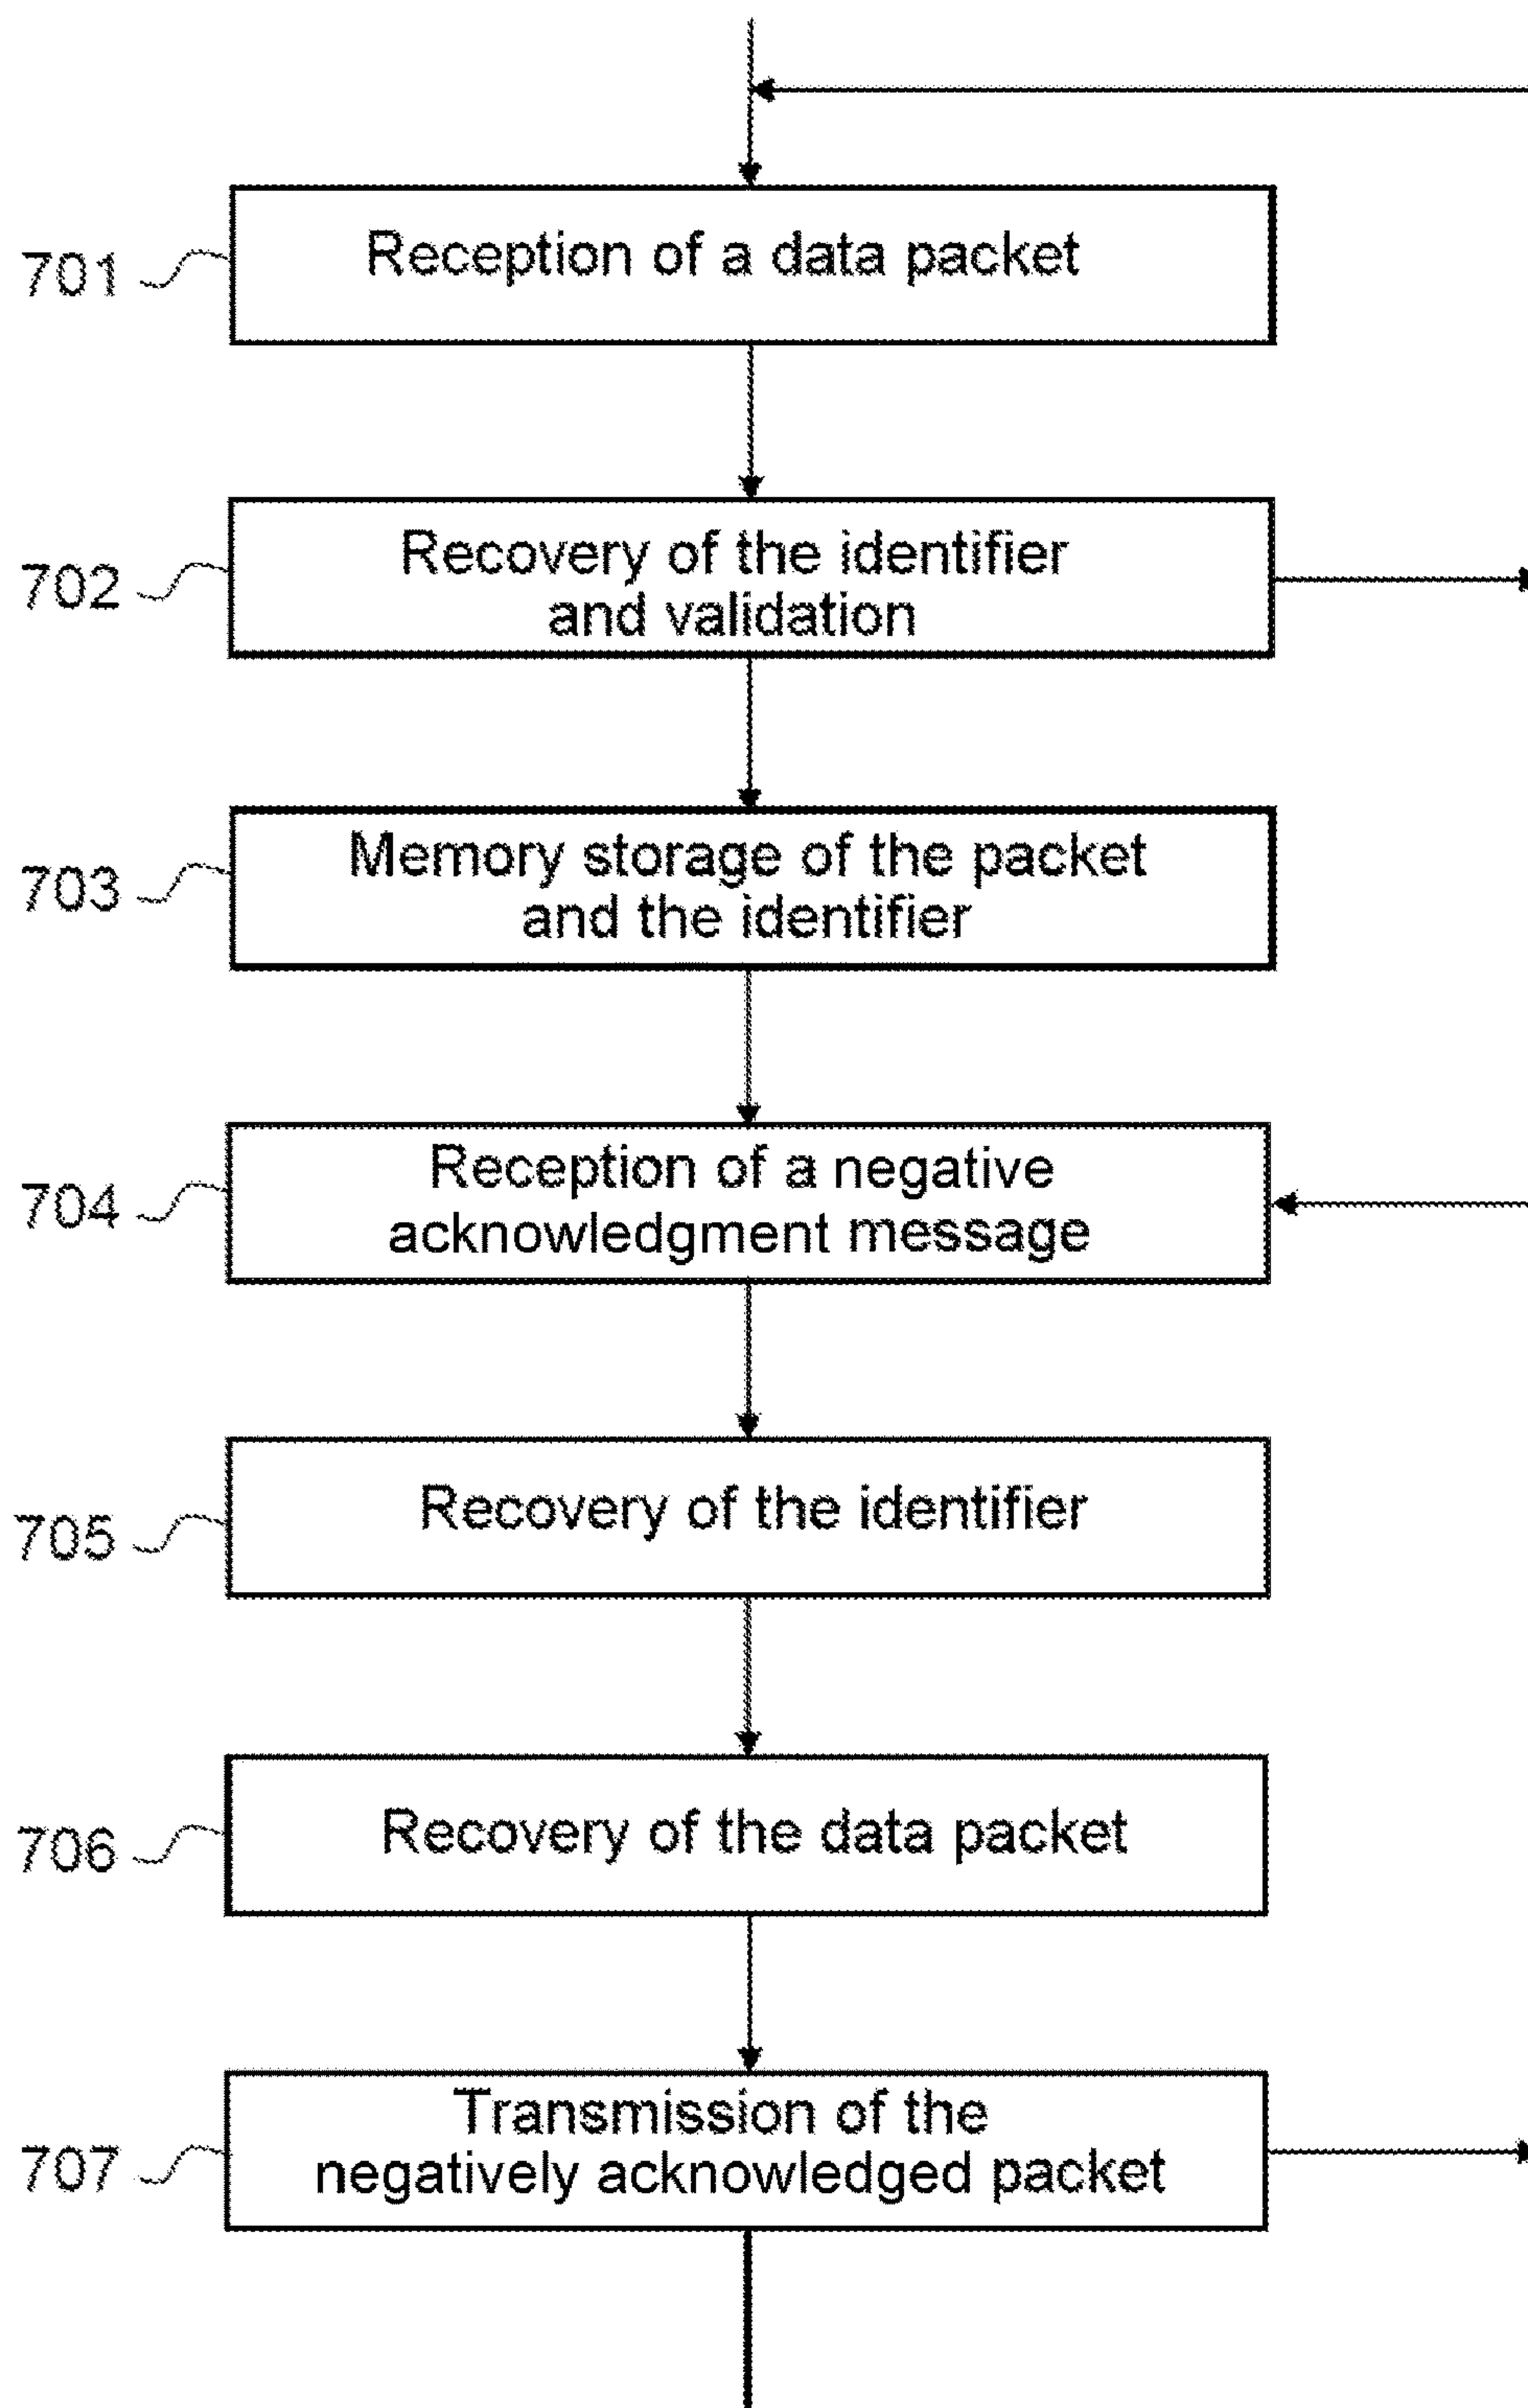 701
Reception of a data packet
702
Recovery of the identifier
and validation
703
Memory storage of the packet
and the identifier
704
Reception of a negative
acknowledgment message
705
Recovery of the identifier
706
Recovery of the data packet
707
Transmission of the
negatively acknowledged packet